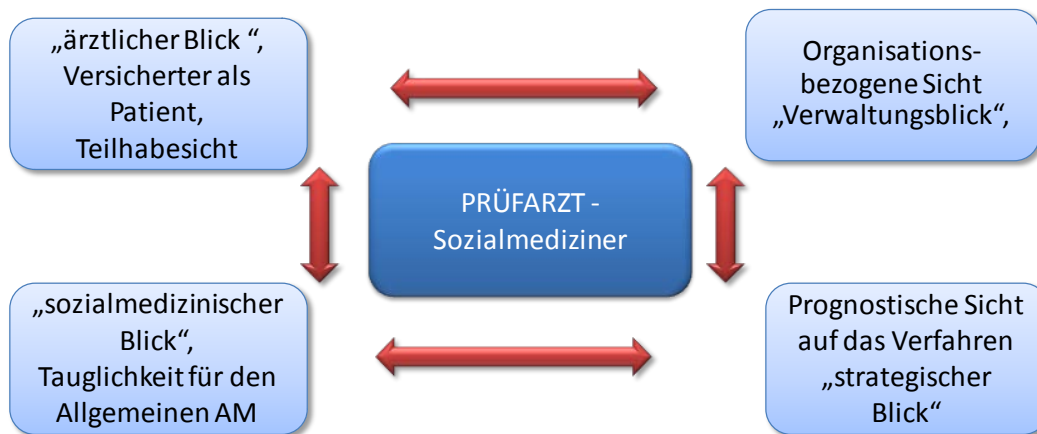 „ärztlicher Blick “,
Versicherter als
Patient,
Teilhabesicht
Organisations-
bezogene Sicht
„Verwaltungsblick“,
PRÜFARZT -
Sozialmediziner
„sozialmedizinischer
Blick“,
Tauglichkeit für den
Allgemeinen AM
Prognostische Sicht
auf das Verfahren
„strategischer
Blick“